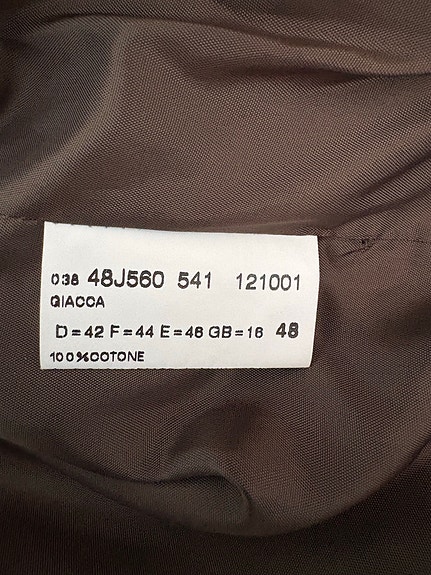 038 48J560 541 121001
GIACCA
D=42 F=44 E=46 GB=16 48
100%COTONE